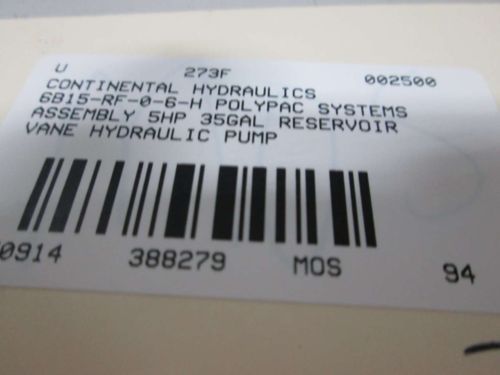 U 273F 002500
CONTINENTAL HYDRAULICS
6B15-RF-0-6-H POLYPAC SYSTEMS
ASSEMBLY 5HP 35GAL RESERVOIR
VANE HYDRAULIC PUMP
0914 388279 MOS 94